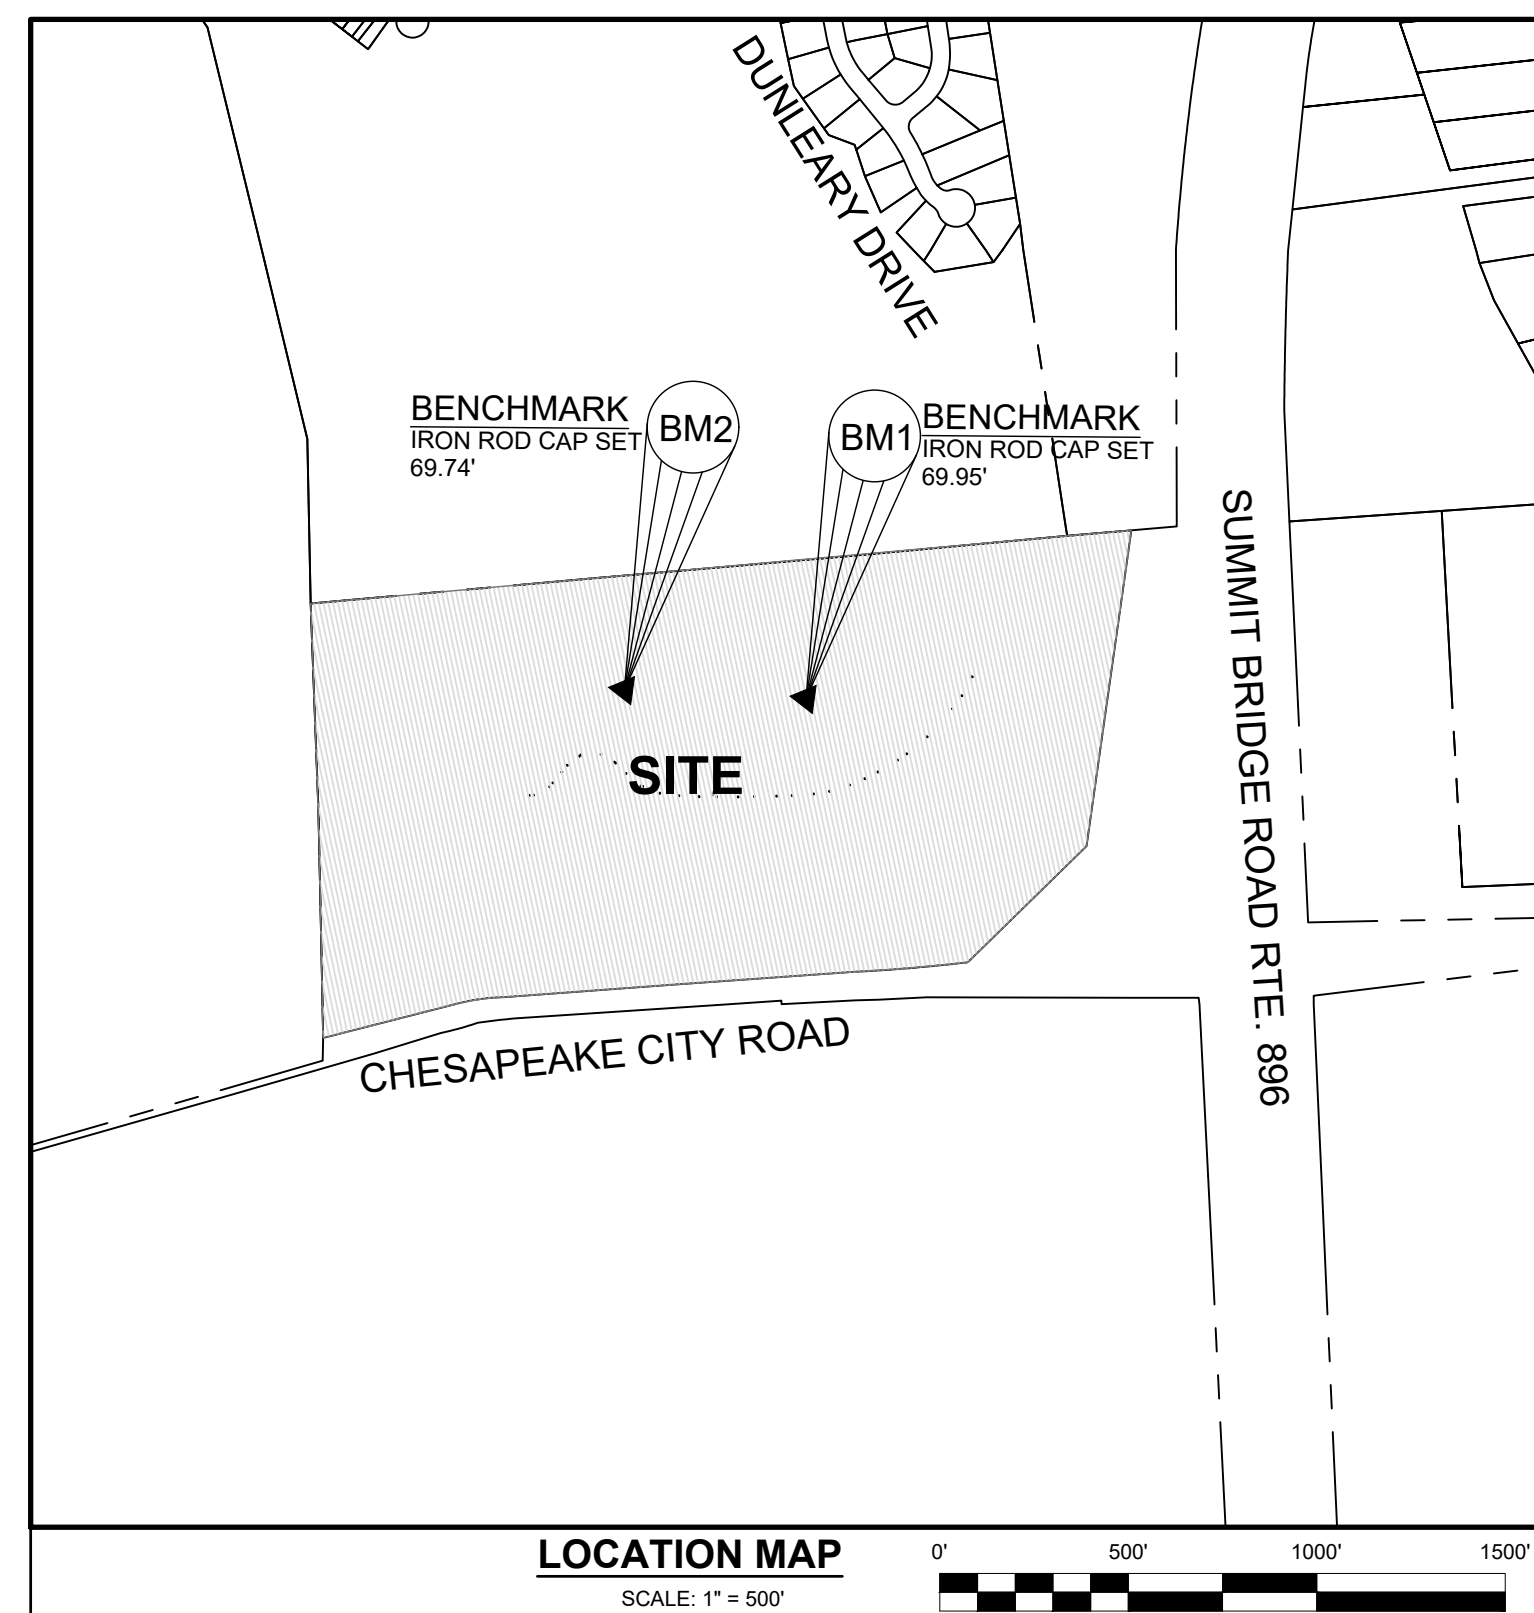 DUNLEARY DRIVE
BENCHMARK
IRON ROD CAP SET
69.74'
BM2
BM1
BENCHMARK
IRON ROD CAP SET
69.95'
SUMMIT BRIDGE ROAD RTE. 896
SITE
CHESAPEAKE CITY ROAD
LOCATION MAP
SCALE: 1" = 500'
0' 500' 1000' 1500'